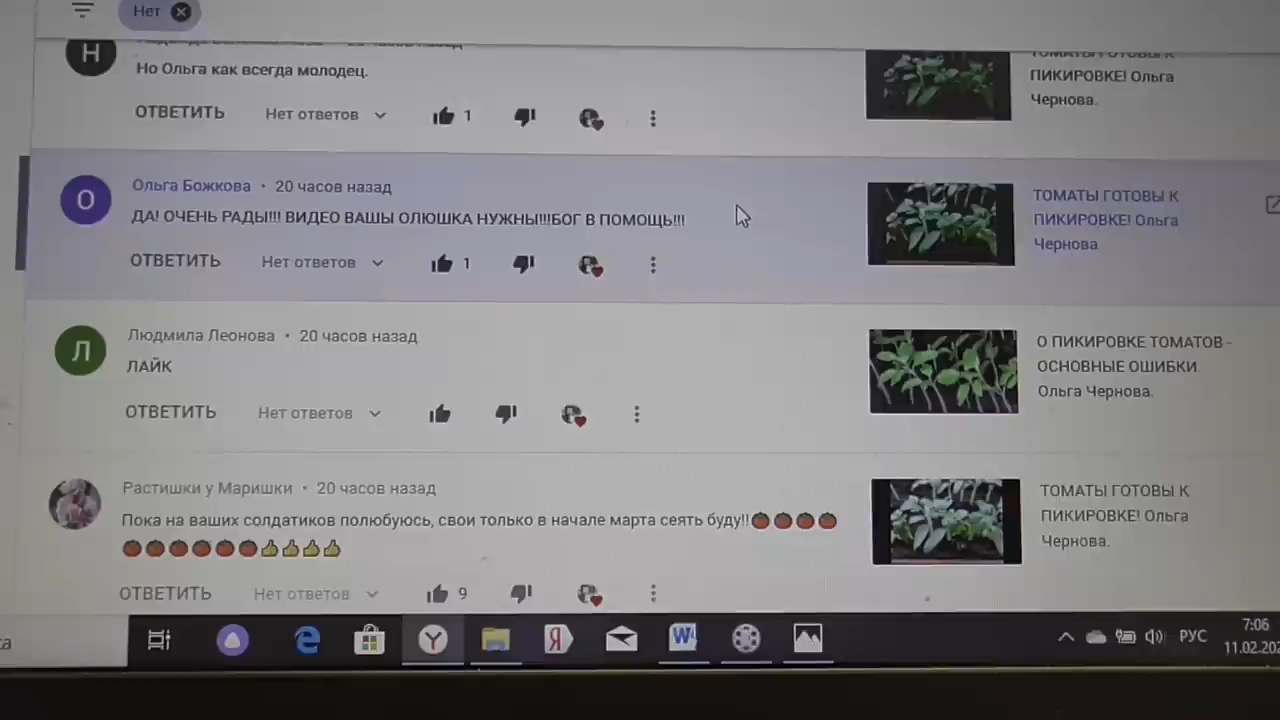 Нет
Н
Но Ольга как всегда молодец.
ОТВЕТИТЬ Нет ответов 1
ТОМАТЫ ГОТОВЫ К
ПИКИРОВКЕ! Ольга
Чернова.
О
Ольга Божкова • 20 часов назад
ДА! ОЧЕНЬ РАДЫ!!! ВИДЕО ВАШЫ ОЛЮШКА НУЖНЫ!!!БОГ В ПОМОЩЬ!!!
ОТВЕТИТЬ Нет ответов 1
ТОМАТЫ ГОТОВЫ К
ПИКИРОВКЕ! Ольга
Чернова.
Л
Людмила Леонова • 20 часов назад
ЛАЙК
ОТВЕТИТЬ Нет ответов
О ПИКИРОВКЕ ТОМАТОВ -
ОСНОВНЫЕ ОШИБКИ.
Ольга Чернова.
Растишки у Маришки • 20 часов назад
Пока на ваших солдатиков полюбуюсь, свои только в начале марта сеять буду!!🍅🍅🍅🍅
🍅🍅🍅🍅🍅🍅👍👍👍👍
ОТВЕТИТЬ Нет ответов 9
ТОМАТЫ ГОТОВЫ К
ПИКИРОВКЕ! Ольга
Чернова.
РУС
7:06